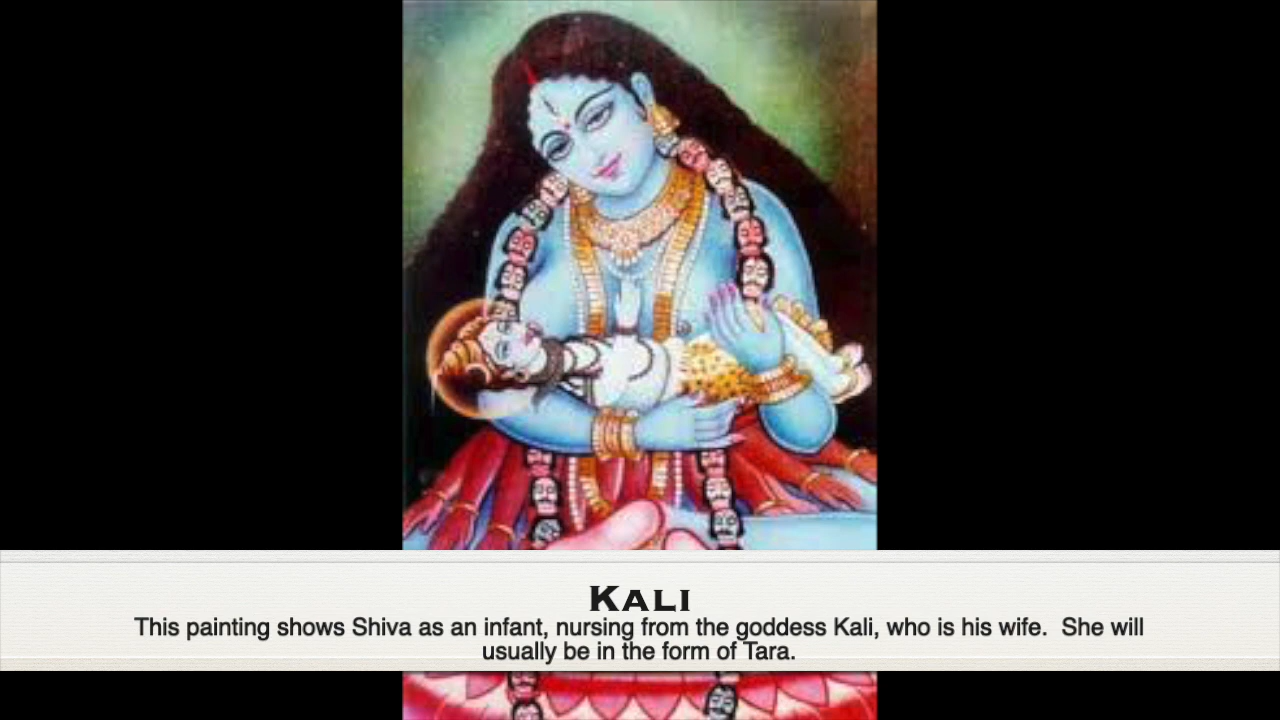 Kali
This painting shows Shiva as an infant, nursing from the goddess Kali, who is his wife.  She will
usually be in the form of Tara.